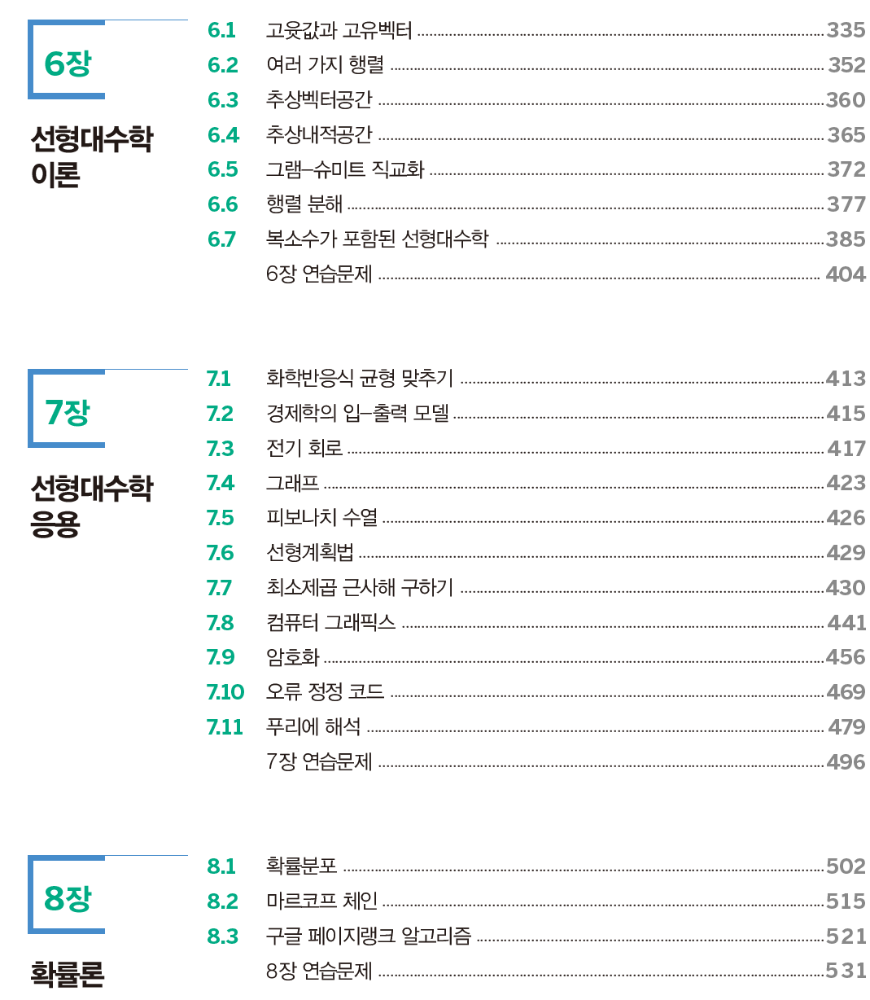 6장
선형대수학
이론
6.1 고윳값과 고유벡터 335
6.2 여러 가지 행렬 352
6.3 추상벡터공간 360
6.4 추상내적공간 365
6.5 그램–슈미트 직교화 372
6.6 행렬 분해 377
6.7 복소수가 포함된 선형대수학 385
6장 연습문제 404
7장
선형대수학
응용
7.1 화학반응식 균형 맞추기 413
7.2 경제학의 입–출력 모델 415
7.3 전기 회로 417
7.4 그래프 423
7.5 피보나치 수열 426
7.6 선형계획법 429
7.7 최소제곱 근사해 구하기 430
7.8 컴퓨터 그래픽스 441
7.9 암호화 456
7.10 오류 정정 코드 469
7.11 푸리에 해석 479
7장 연습문제 496
8장
확률론
8.1 확률분포 502
8.2 마르코프 체인 515
8.3 구글 페이지랭크 알고리즘 521
8장 연습문제 531